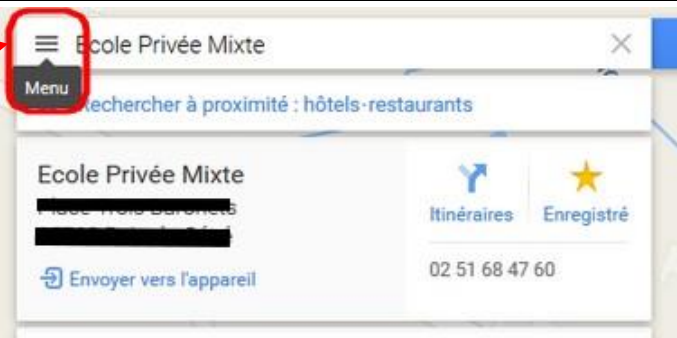 Ecole Privée Mixte
Menu
Rechercher à proximité : hôtels·restaurants
Ecole Privée Mixte
Itinéraires
Enregistré
Envoyer vers l'appareil
02 51 68 47 60